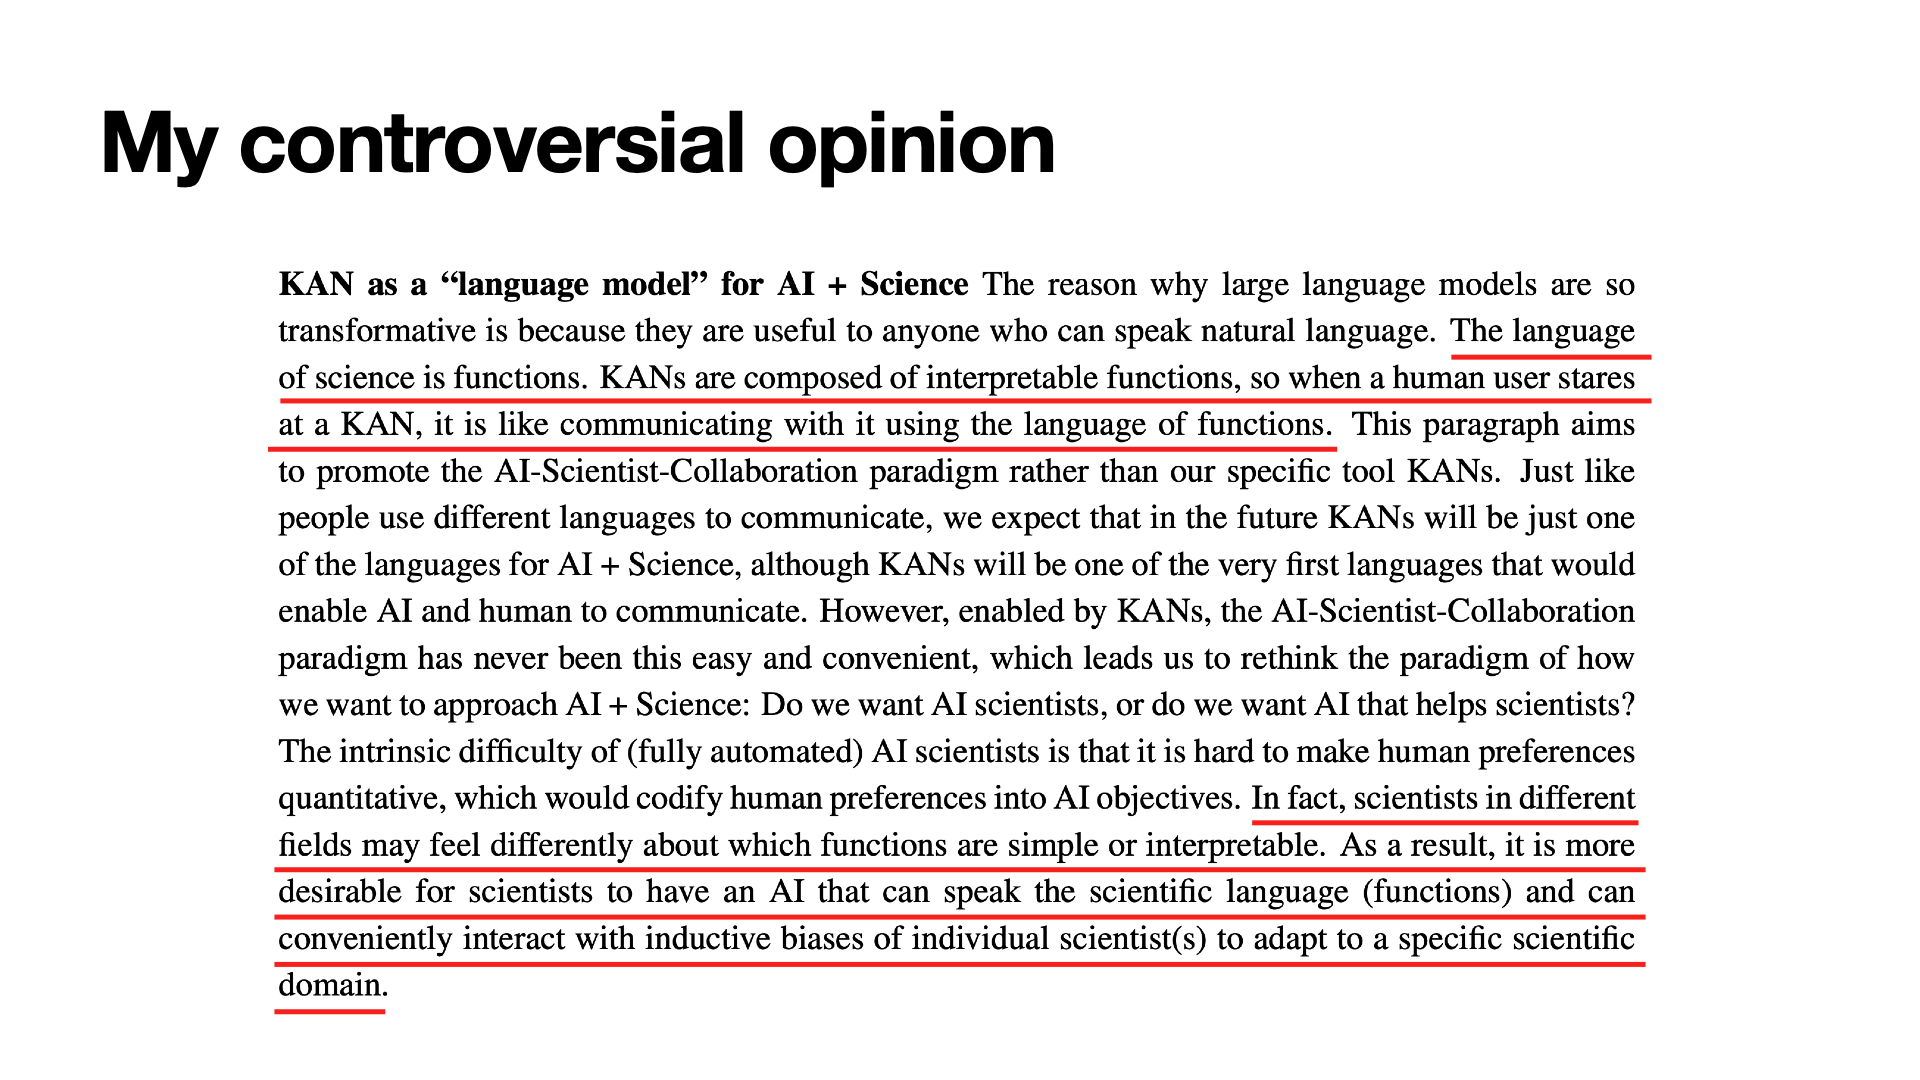 My controversial opinion
KAN as a “language model” for AI + Science The reason why large language models are so
transformative is because they are useful to anyone who can speak natural language. The language
of science is functions. KANs are composed of interpretable functions, so when a human user stares
at a KAN, it is like communicating with it using the language of functions. This paragraph aims
to promote the AI-Scientist-Collaboration paradigm rather than our specific tool KANs. Just like
people use different languages to communicate, we expect that in the future KANs will be just one
of the languages for AI + Science, although KANs will be one of the very first languages that would
enable AI and human to communicate. However, enabled by KANs, the AI-Scientist-Collaboration
paradigm has never been this easy and convenient, which leads us to rethink the paradigm of how
we want to approach AI + Science: Do we want AI scientists, or do we want AI that helps scientists?
The intrinsic difficulty of (fully automated) AI scientists is that it is hard to make human preferences
quantitative, which would codify human preferences into AI objectives. In fact, scientists in different
fields may feel differently about which functions are simple or interpretable. As a result, it is more
desirable for scientists to have an AI that can speak the scientific language (functions) and can
conveniently interact with inductive biases of individual scientist(s) to adapt to a specific scientific
domain.